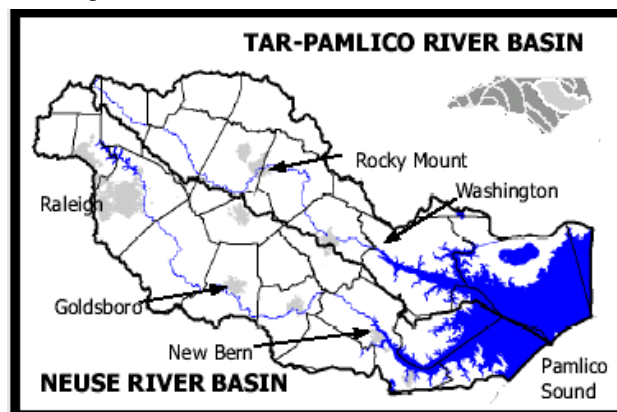 TAR-PAMLICO RIVER BASIN
Rocky Mount
Washington
Raleigh
Goldsboro
New Bern
Pamlico
Sound
NEUSE RIVER BASIN